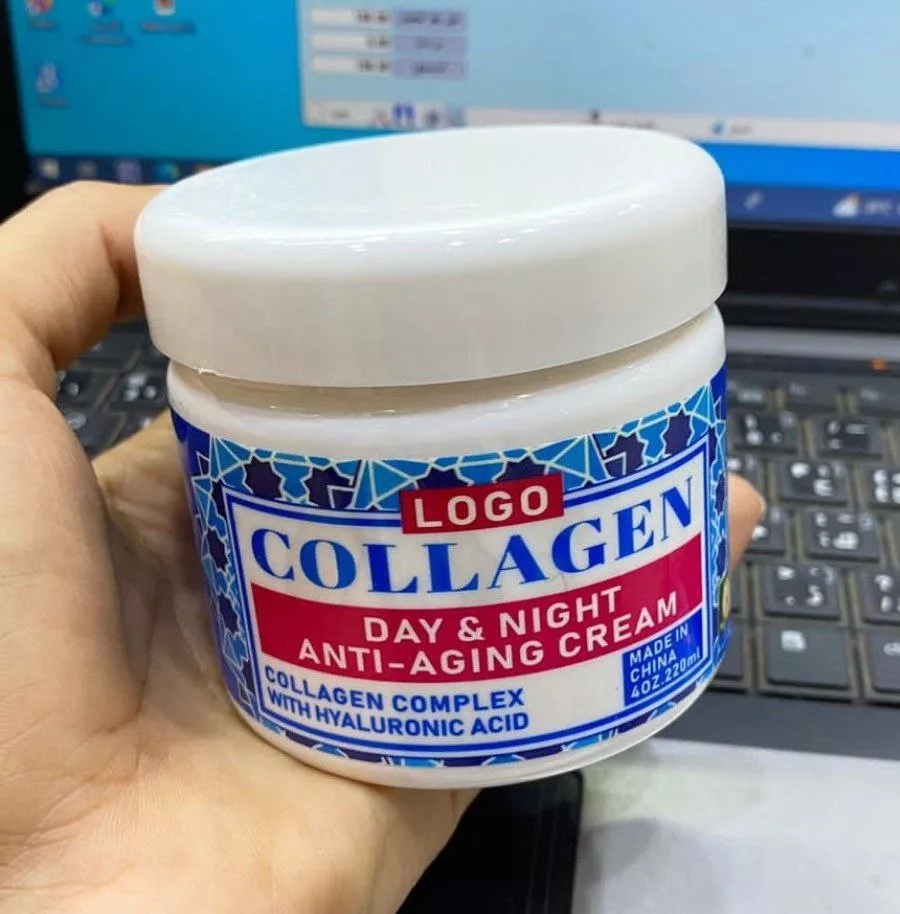 LOGO
COLLAGEN
DAY & NIGHT
ANTI-AGING CREAM
COLLAGEN COMPLEX
WITH HYALURONIC ACID
MADE IN
CHINA
4OZ.220ml